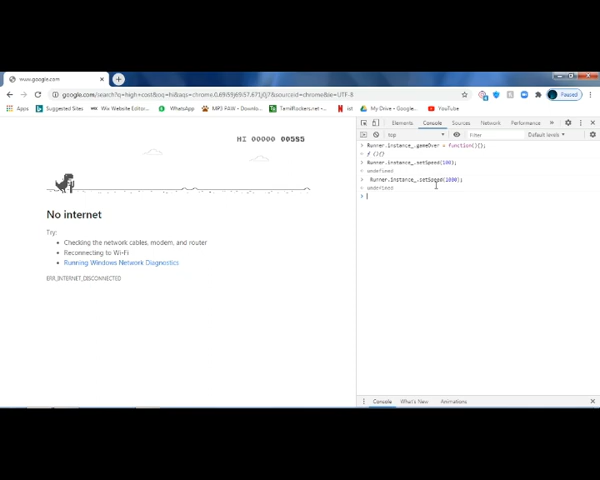 www.google.com
google.com/search?q=high+cost&oq=hi&aqs=chrome.0.69i59j69i57
&sourceid=chrome&ie=UTF-8
Paused
Apps Suggested Sites Wix Website Editor... WhatsApp MP3 PAW - Downlo... TamilRockers.net -... ist My Drive - Google... YouTube
HI 00000 00585
No internet
Try:
Checking the network cables, modem, and router
Reconnecting to Wi-Fi
Running Windows Network Diagnostics
ERR_INTERNET_DISCONNECTED
Elements Console Sources Network Performance »
top Filter Default levels
Runner.instance_.gameOver = function(){};
ƒ (){}
Runner.instance_.setSpeed(100);
undefined
Runner.instance_.setSpeed(1000);
undefined
Console What's New Animations